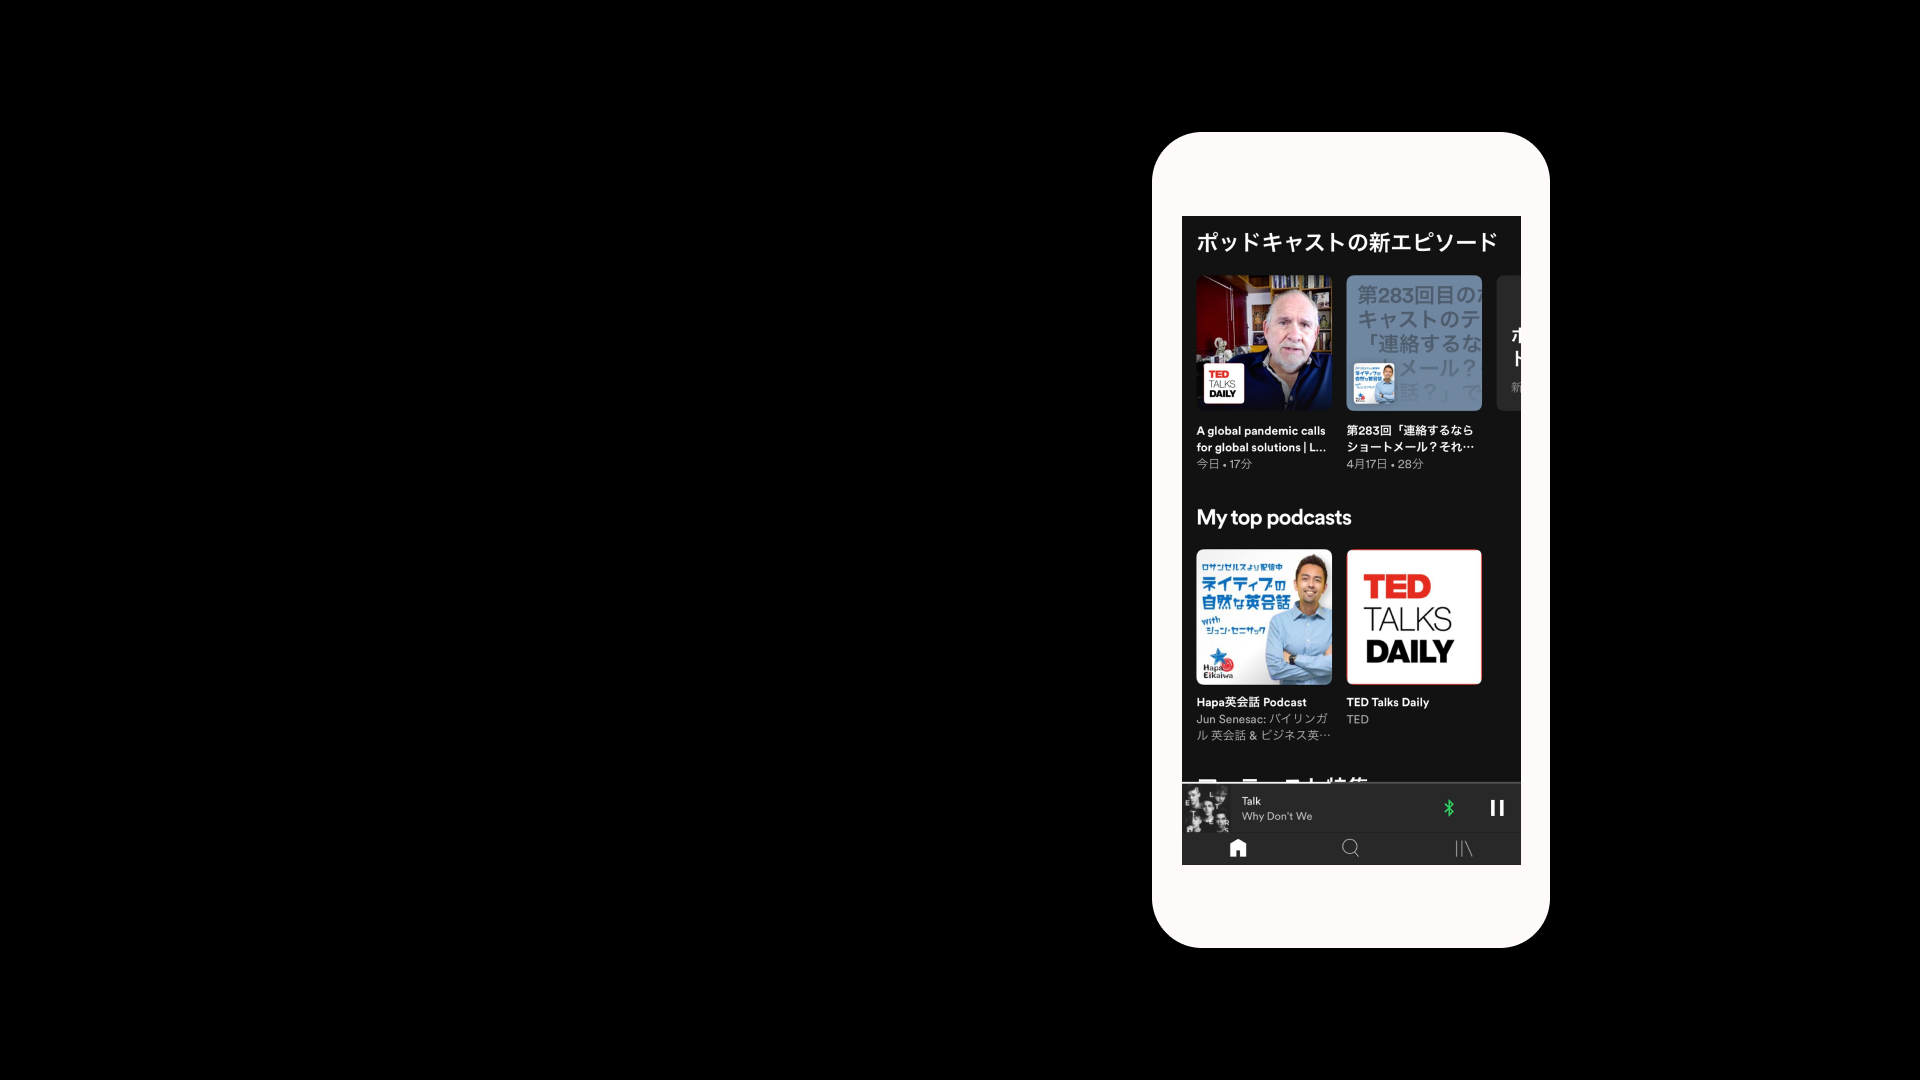 ポッドキャストの新エピソード
TED
TALKS
DAILY
第283回目の
キャストのテ
「連絡するな
メール？
話？」で
A global pandemic calls
for global solutions | L...
今日 • 17分
第283回「連絡するなら
ショートメール？それ…
4月17日 • 28分
新
My top podcasts
ロサンゼルスより配信中
ネイティブの
自然な英会話
with
ジュン・セニサック
Hapa
Eikaiwa
TED
TALKS
DAILY
Hapa英会話 Podcast
Jun Senesac: バイリンガ
ル 英会話 & ビジネス英…
TED Talks Daily
TED
Talk
Why Don't We